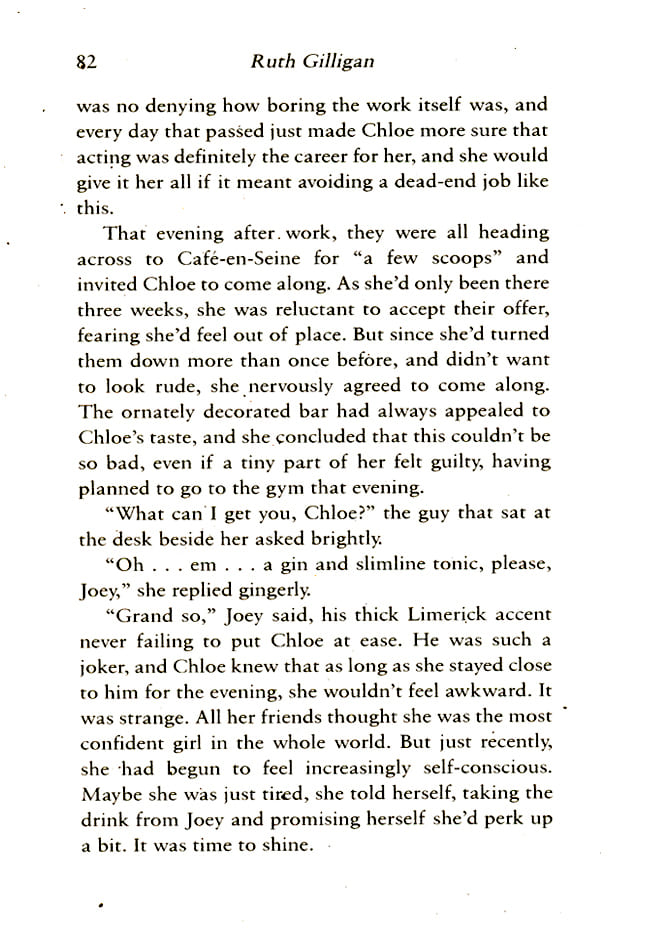 82 Ruth Gilligan
was no denying how boring the work itself was, and
every day that passed just made Chloe more sure that
acting was definitely the career for her, and she would
give it her all if it meant avoiding a dead-end job like
this.
That evening after work, they were all heading
across to Café-en-Seine for “a few scoops” and
invited Chloe to come along. As she’d only been there
three weeks, she was reluctant to accept their offer,
fearing she’d feel out of place. But since she’d turned
them down more than once before, and didn’t want
to look rude, she nervously agreed to come along.
The ornately decorated bar had always appealed to
Chloe’s taste, and she concluded that this couldn’t be
so bad, even if a tiny part of her felt guilty, having
planned to go to the gym that evening.
“What can I get you, Chloe?” the guy that sat at
the desk beside her asked brightly.
“Oh . . . em . . . a gin and slimline tonic, please,
Joey,” she replied gingerly.
“Grand so,” Joey said, his thick Limerick accent
never failing to put Chloe at ease. He was such a
joker, and Chloe knew that as long as she stayed close
to him for the evening, she wouldn’t feel awkward. It
was strange. All her friends thought she was the most
confident girl in the whole world. But just recently,
she had begun to feel increasingly self-conscious.
Maybe she was just tired, she told herself, taking the
drink from Joey and promising herself she’d perk up
a bit. It was time to shine.